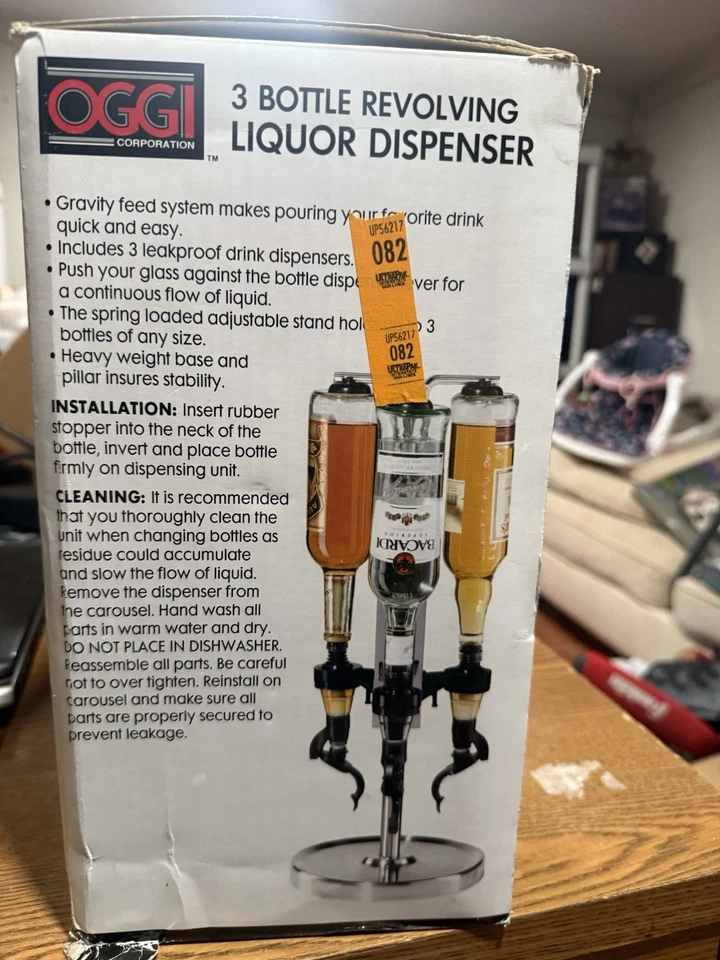 OGGI
CORPORATION
TM
3 BOTTLE REVOLVING
LIQUOR DISPENSER
• Gravity feed system makes pouring your favorite drink
quick and easy.
• Includes 3 leakproof drink dispensers.
• Push your glass against the bottle dispe ver for
a continuous flow of liquid.
• The spring loaded adjustable stand hol 3
bottles of any size.
• Heavy weight base and
pillar insures stability.
UPS6217
082
ULTRAPAK
UPS6217
082
ULTRAPAK
INSTALLATION: Insert rubber
stopper into the neck of the
bottle, invert and place bottle
firmly on dispensing unit.
CLEANING: It is recommended
that you thoroughly clean the
unit when changing bottles as
residue could accumulate
and slow the flow of liquid.
Remove the dispenser from
the carousel. Hand wash all
parts in warm water and dry.
DO NOT PLACE IN DISHWASHER.
Reassemble all parts. Be careful
not to over tighten. Reinstall on
carousel and make sure all
parts are properly secured to
prevent leakage.
BACARDI
SUPERIOR